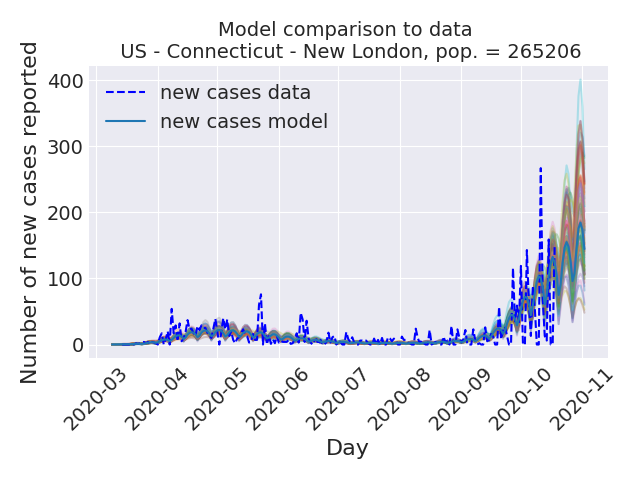 Model comparison to data
US - Connecticut - New London, pop. = 265206
Number of new cases reported
400
300
200
100
0
new cases data
new cases model
2020-03
2020-04
2020-05
2020-06
2020-07
2020-08
2020-09
2020-10
2020-11
Day